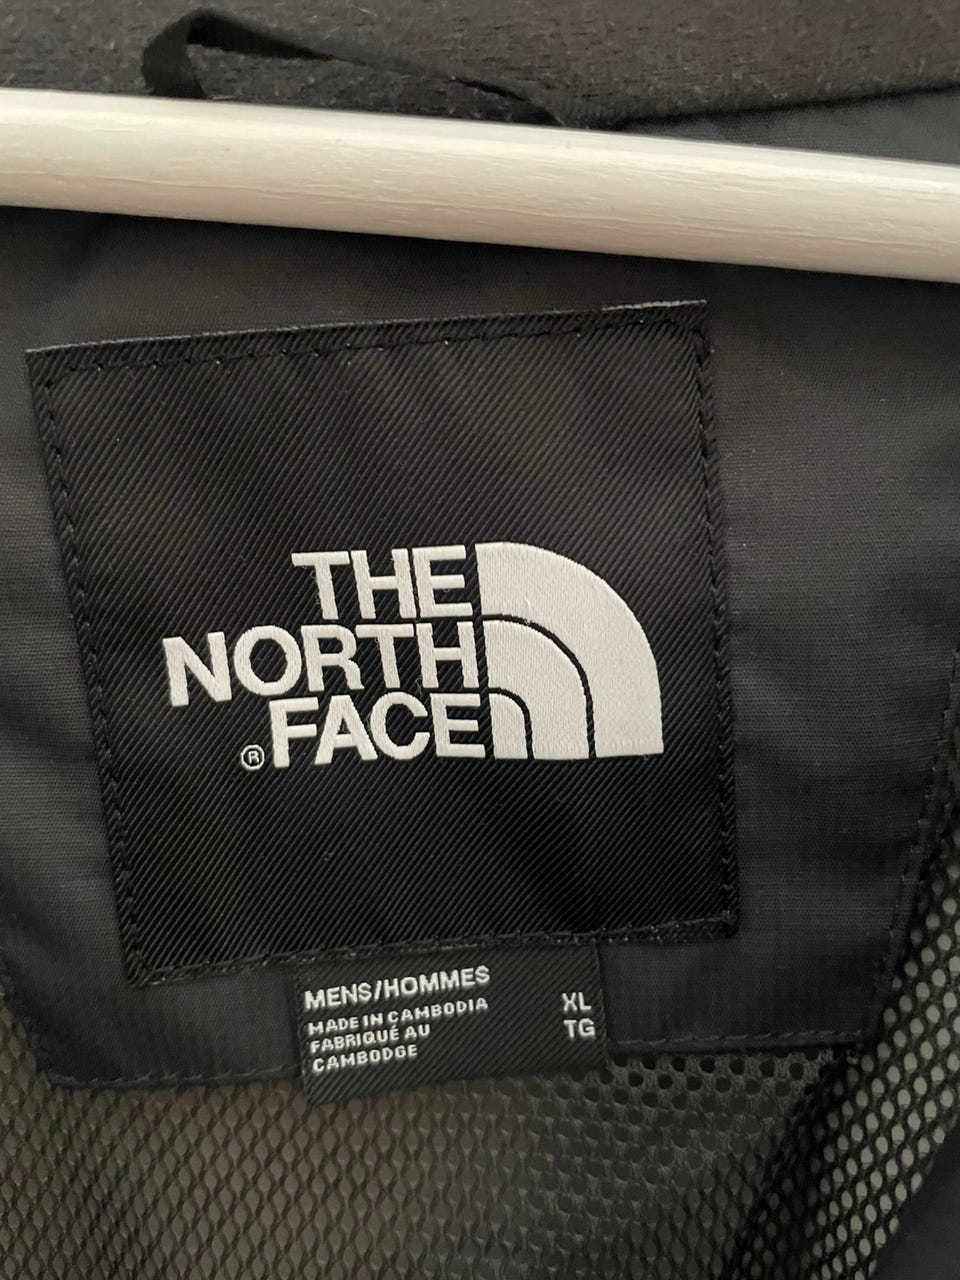 THE
NORTH
FACE
®
MENS/HOMMES
MADE IN CAMBODIA
FABRIQUÉ AU
CAMBODGE
XL
TG